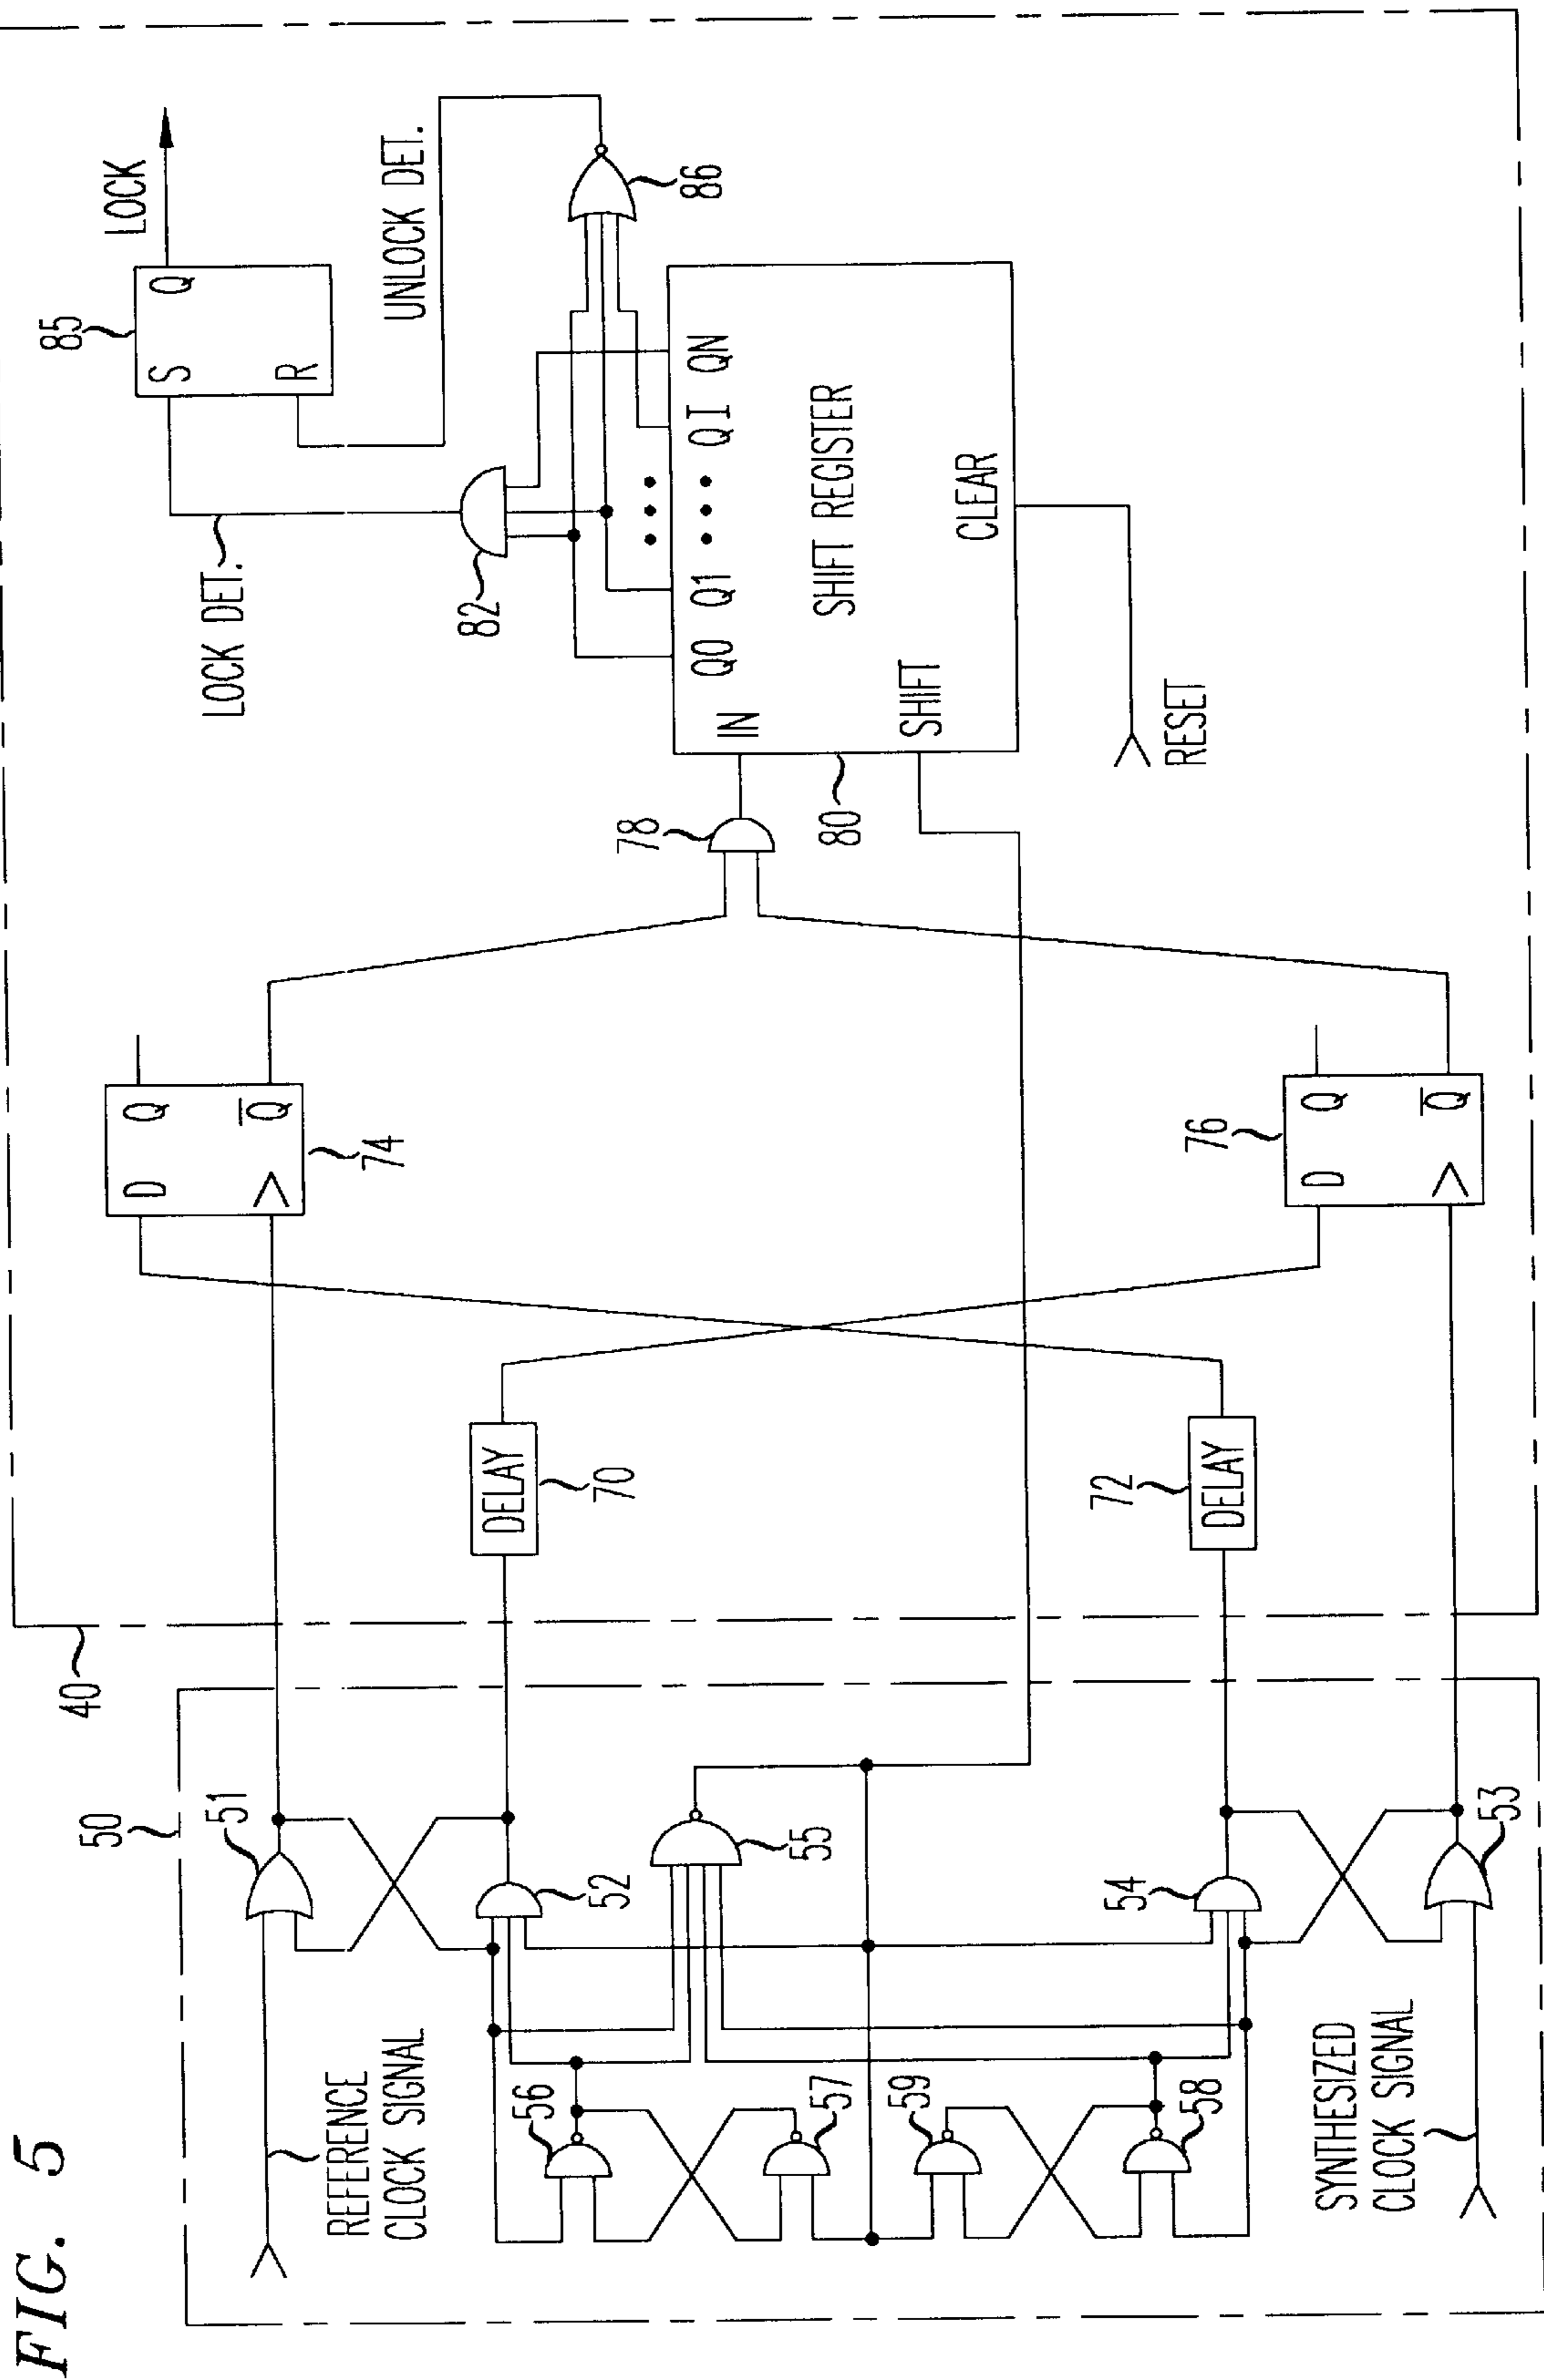 FIG. 5
40
50
51
REFERENCE
CLOCK SIGNAL
52
55
56
57
59
58
54
53
SYNTHESIZED
CLOCK SIGNAL
DELAY
70
DELAY
72
D Q
Q̅
74
D Q
Q̅
76
78
IN
Q0 Q1 QI QN
SHIFT REGISTER
SHIFT
CLEAR
80
RESET
82
LOCK DET.
UNLOCK DET.
86
S Q
R
85
LOCK